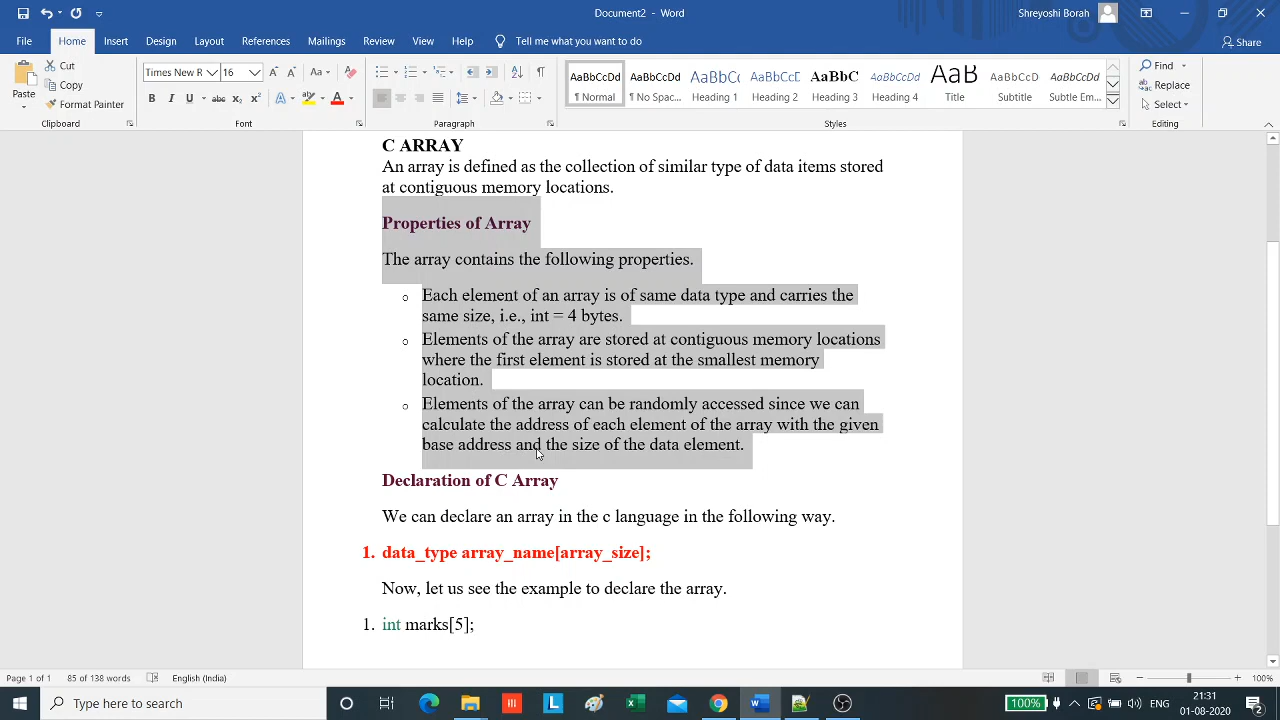 Document2 - Word
Shreyoshi Borah
File Home Insert Design Layout References Mailings Review View Help Tell me what you want to do Share
Paste
Cut
Copy
Format Painter
Clipboard
Times New R 16
Font
Paragraph
AaBbCcDd AaBbCcDd AaBbCc AaBbCcD AaBbC AaBbCcDd AaB AaBbCcD AaBbCcDd
¶ Normal ¶ No Spac... Heading 1 Heading 2 Heading 3 Heading 4 Title Subtitle Subtle Em...
Styles
Find
Replace
Select
Editing
C ARRAY
An array is defined as the collection of similar type of data items stored
at contiguous memory locations.
Properties of Array
The array contains the following properties.
Each element of an array is of same data type and carries the
same size, i.e., int = 4 bytes.
Elements of the array are stored at contiguous memory locations
where the first element is stored at the smallest memory
location.
Elements of the array can be randomly accessed since we can
calculate the address of each element of the array with the given
base address and the size of the data element.
Declaration of C Array
We can declare an array in the c language in the following way.
1. data_type array_name[array_size];
Now, let us see the example to declare the array.
1. int marks[5];
Page 1 of 1 85 of 138 words English (India) 100%
Type here to search
100% ENG 21:31
01-08-2020 2